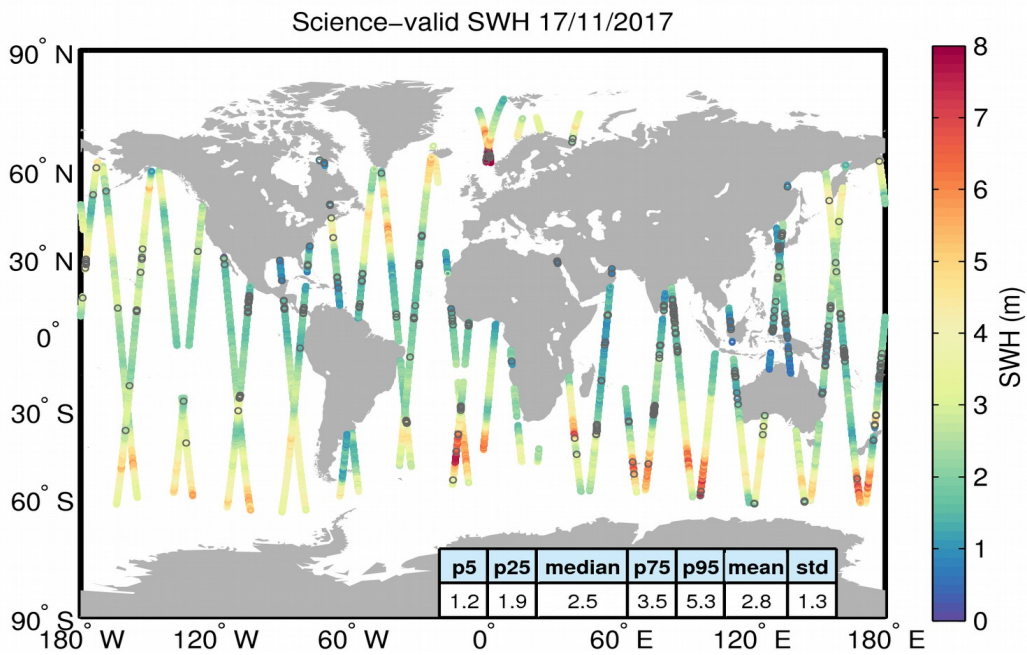 Science−valid SWH 17/11/2017
90° N
60° N
30° N
0°
30° S
60° S
90° S
180° W
120° W
60° W
0°
60° E
120° E
180° E
p5 p25 median p75 p95 mean std
1.2 1.9 2.5 3.5 5.3 2.8 1.3
8
7
6
5
4
3
2
1
0
SWH (m)